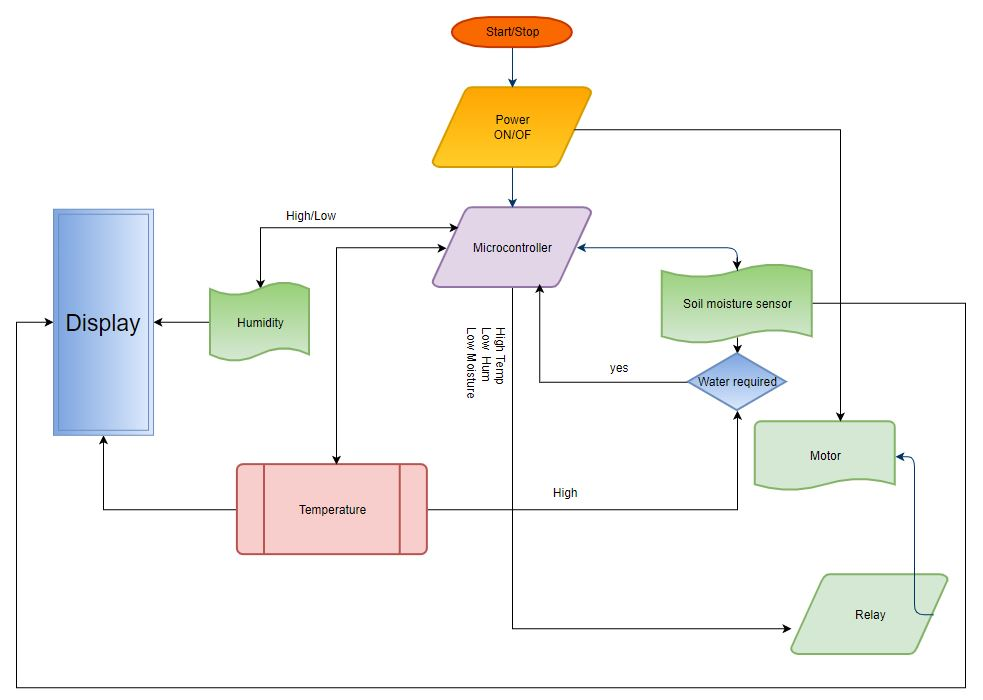 Start/Stop
Power
ON/OF
High/Low
Microcontroller
Soil moisture sensor
Display
Humidity
High Temp
Low Hum
Low Moisture
yes
Water required
Motor
High
Temperature
Relay